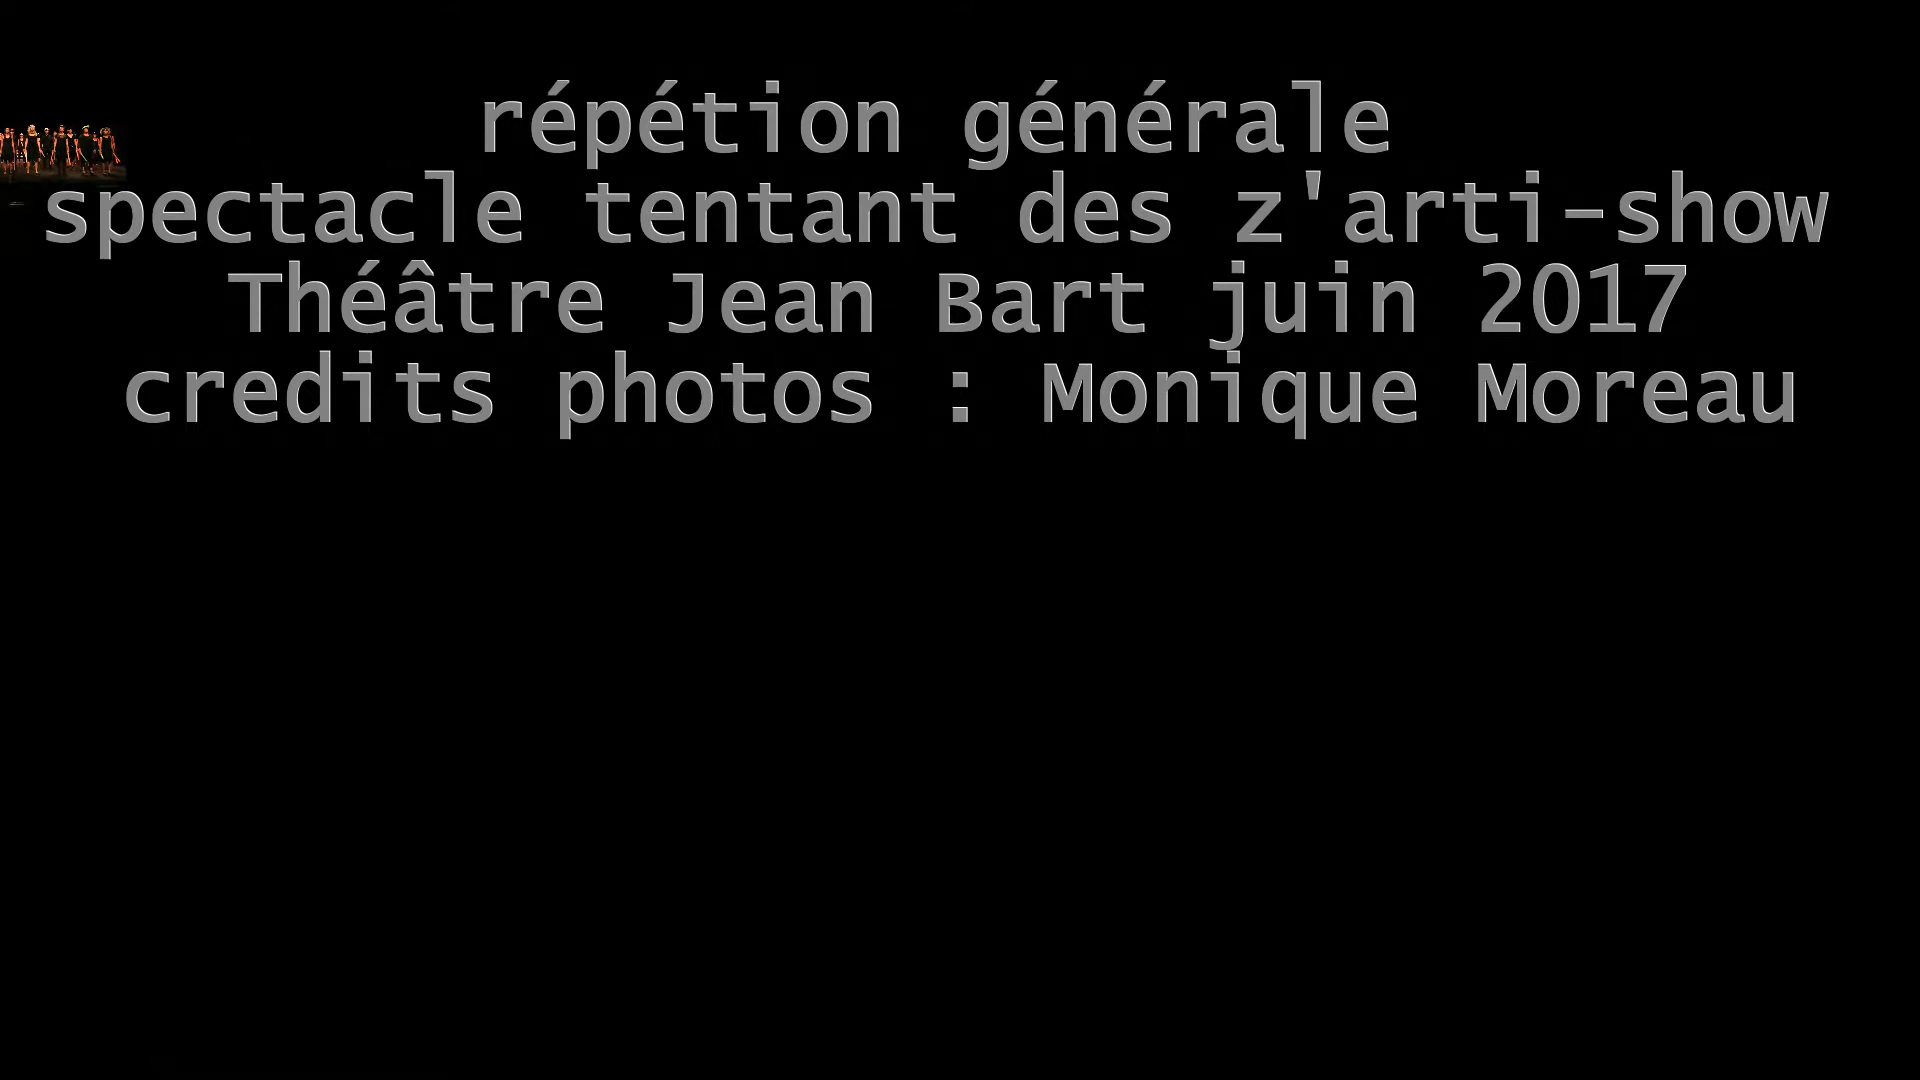 répétion générale
spectacle tentant des z'arti-show
Théâtre Jean Bart juin 2017
credits photos : Monique Moreau